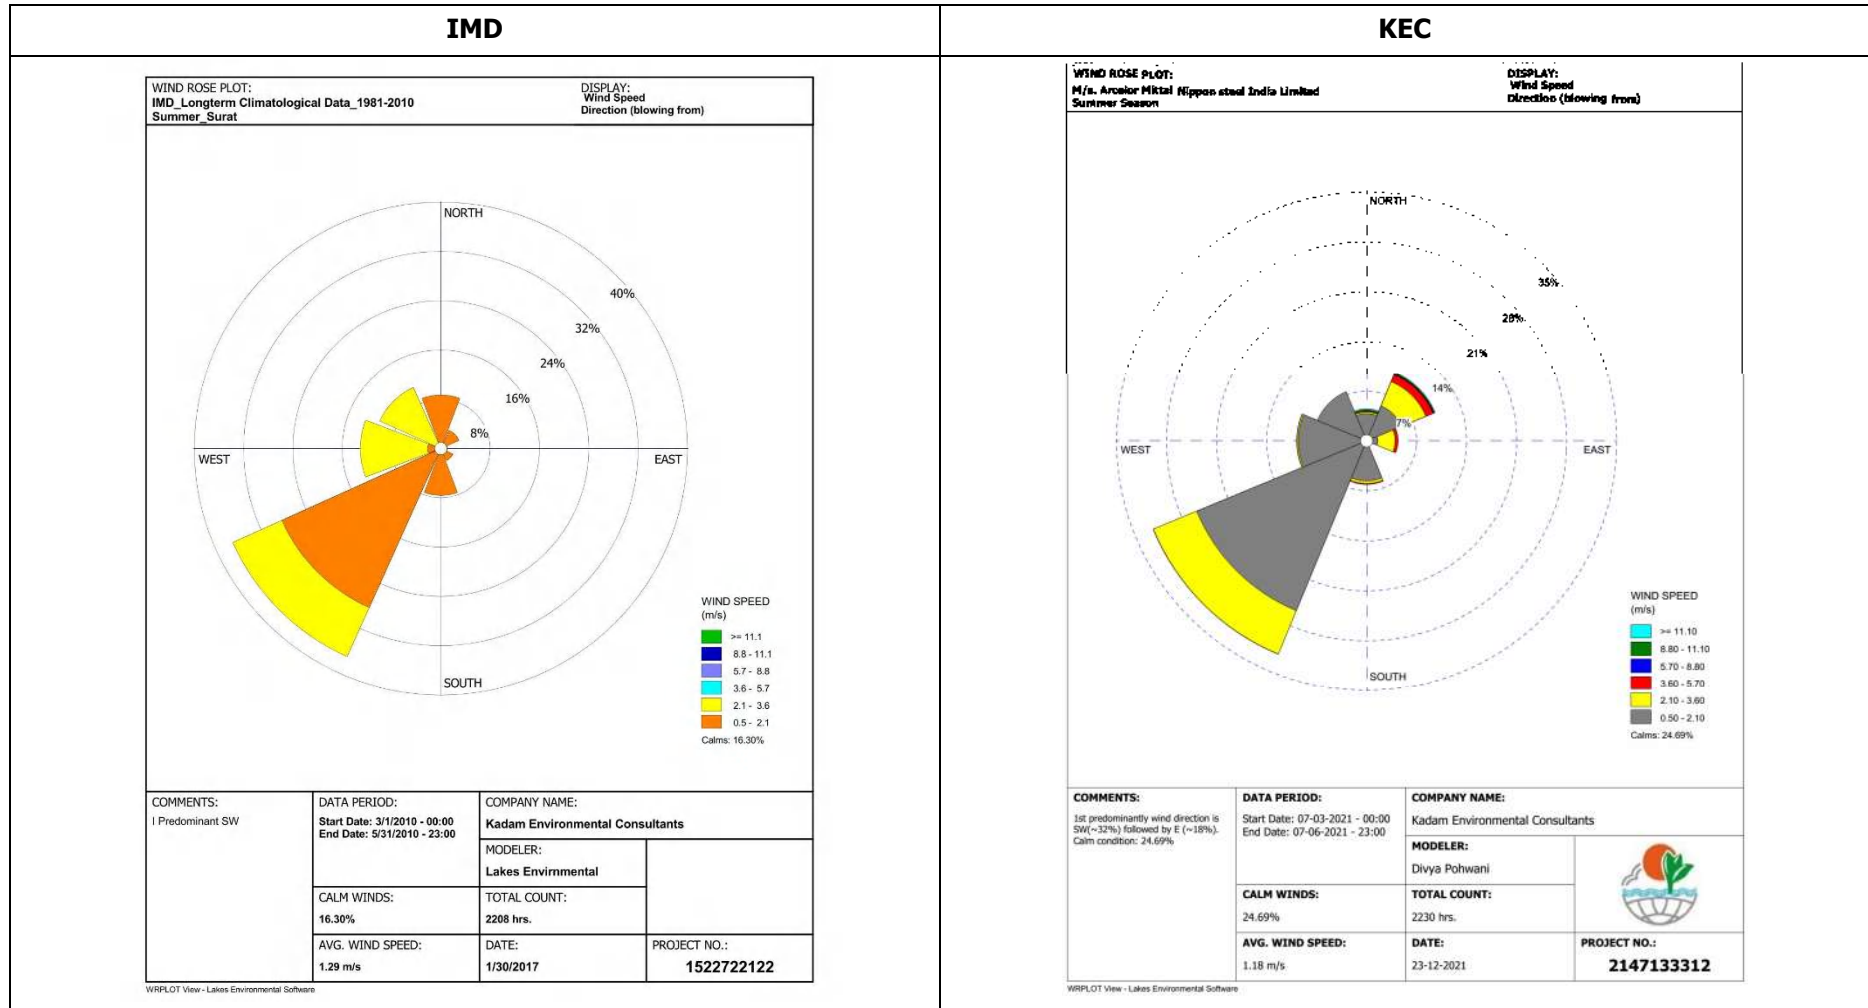 IMD
KEC
WIND ROSE PLOT:
IMD_Longterm Climatological Data_1981-2010
Summer_Surat
DISPLAY:
Wind Speed
Direction (blowing from)
NORTH
40%
32%
24%
16%
8%
WEST
EAST
SOUTH
WIND SPEED
(m/s)
>= 11.1
8.8 - 11.1
5.7 - 8.8
3.6 - 5.7
2.1 - 3.6
0.5 - 2.1
Calms: 16.30%
COMMENTS:
I Predominant SW
DATA PERIOD:
Start Date: 3/1/2010 - 00:00
End Date: 5/31/2010 - 23:00
COMPANY NAME:
Kadam Environmental Consultants
MODELER:
Lakes Envirnmental
CALM WINDS:
16.30%
TOTAL COUNT:
2208 hrs.
AVG. WIND SPEED:
1.29 m/s
DATE:
1/30/2017
PROJECT NO.:
1522722122
WRPLOT View - Lakes Environmental Software
WIND ROSE PLOT:
M/s. Arcelor Mittal Nippon steel India Limited
Summer Season
DISPLAY:
Wind Speed
Direction (blowing from)
NORTH
35%
28%
21%
14%
7%
WEST
EAST
SOUTH
WIND SPEED
(m/s)
>= 11.10
8.80 - 11.10
5.70 - 8.80
3.60 - 5.70
2.10 - 3.60
0.50 - 2.10
Calms: 24.69%
COMMENTS:
1st predominantly wind direction is
SW(~32%) followed by E (~18%).
Calm condition: 24.69%
DATA PERIOD:
Start Date: 07-03-2021 - 00:00
End Date: 07-06-2021 - 23:00
COMPANY NAME:
Kadam Environmental Consultants
MODELER:
Divya Pohwani
CALM WINDS:
24.69%
TOTAL COUNT:
2230 hrs.
AVG. WIND SPEED:
1.18 m/s
DATE:
23-12-2021
PROJECT NO.:
2147133312
WRPLOT View - Lakes Environmental Software